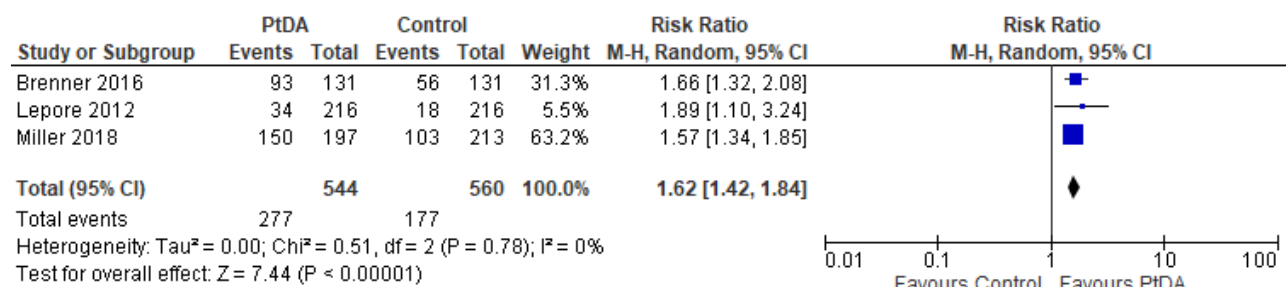 PtDA Control Risk Ratio Risk Ratio
Study or Subgroup Events Total Events Total Weight M-H, Random, 95% CI M-H, Random, 95% CI
Brenner 2016 93 131 56 131 31.3% 1.66 [1.32, 2.08]
Lepore 2012 34 216 18 216 5.5% 1.89 [1.10, 3.24]
Miller 2018 150 197 103 213 63.2% 1.57 [1.34, 1.85]
Total (95% CI) 544 560 100.0% 1.62 [1.42, 1.84]
Total events 277 177
Heterogeneity: Tau² = 0.00; Chi² = 0.51, df = 2 (P = 0.78); I² = 0%
Test for overall effect: Z = 7.44 (P < 0.00001)
0.01 0.1 1 10 100
Favours Control Favours PtDA